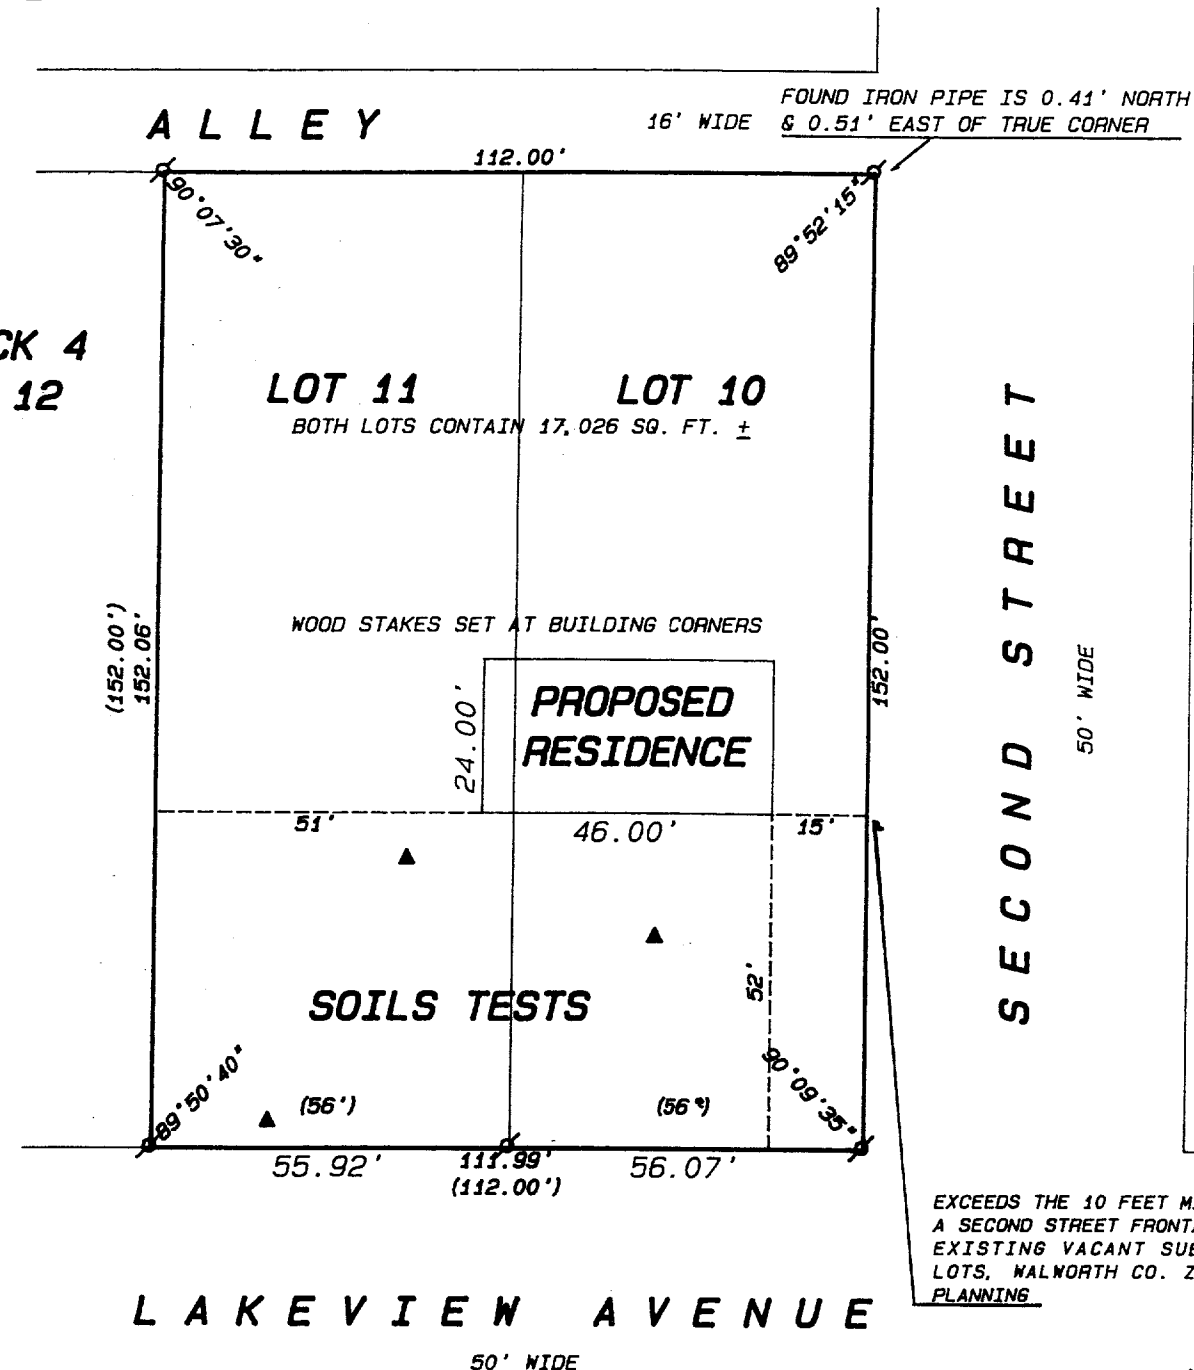 FOUND IRON PIPE IS 0.41' NORTH
& 0.51' EAST OF TRUE CORNER
ALLEY
16' WIDE
112.00'
90°07'30"
89°52'15"
CK 4
12
LOT 11
LOT 10
BOTH LOTS CONTAIN 17,026 SQ. FT. ±
SECOND STREET
50' WIDE
(152.00')
152.06'
WOOD STAKES SET AT BUILDING CORNERS
152.00'
24.00'
PROPOSED
RESIDENCE
51'
46.00'
15'
52'
SOILS TESTS
89°50'40"
90°09'35"
(56')
(56')
55.92'
111.99'
(112.00')
56.07'
EXCEEDS THE 10 FEET
A SECOND STREET
EXISTING VACANT
LOTS, WALWORTH CO.
PLANNING
LAKEVIEW AVENUE
50' WIDE